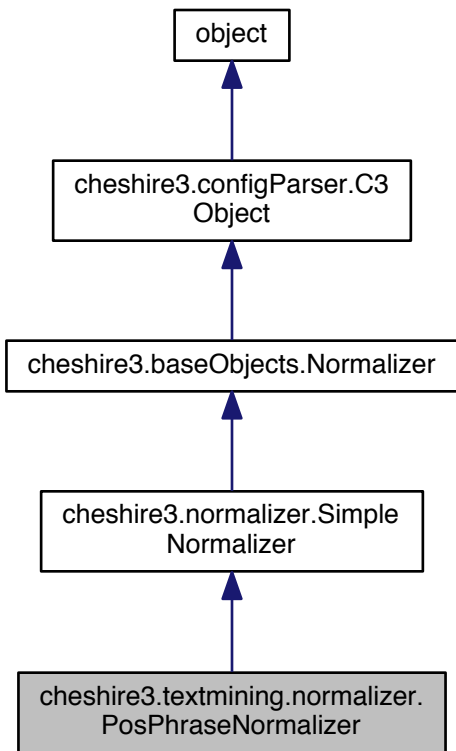 object
cheshire3.configParser.C3
Object
cheshire3.baseObjects.Normalizer
cheshire3.normalizer.Simple
Normalizer
cheshire3.textmining.normalizer.
PosPhraseNormalizer